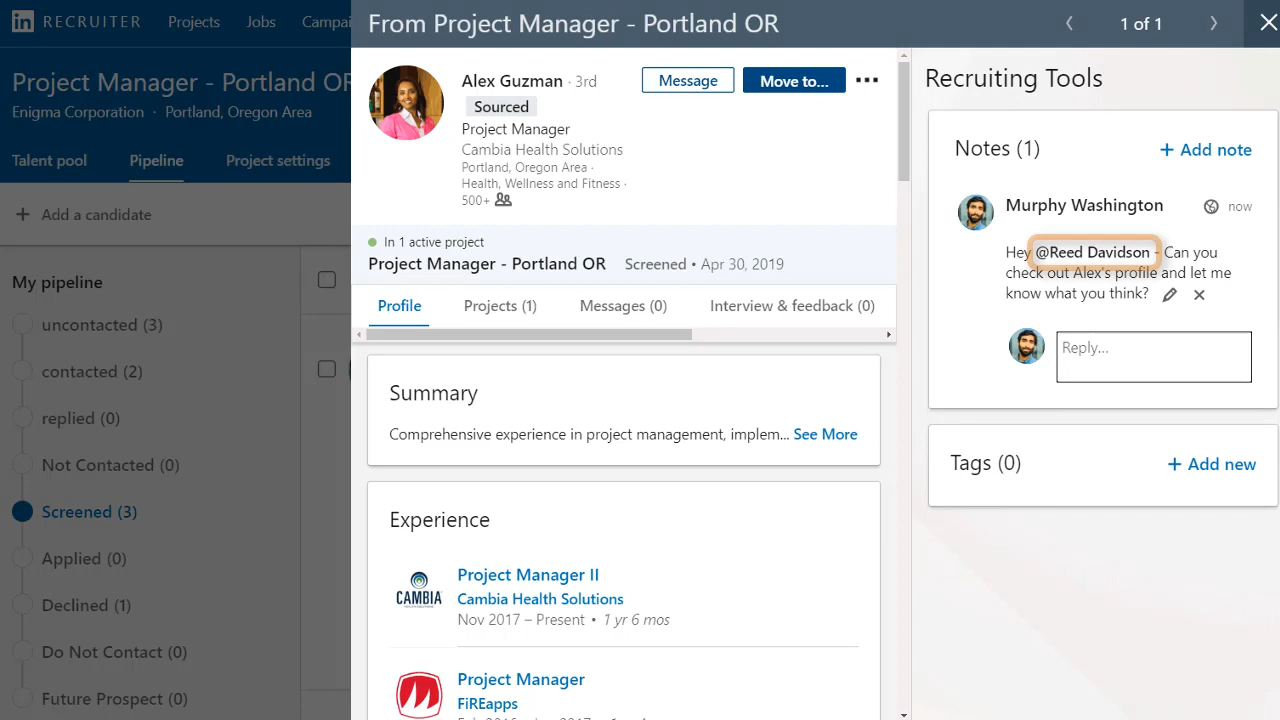 in RECRUITER Projects Jobs Campai
Project Manager - Portland OR
Enigma Corporation · Portland, Oregon Area
Talent pool Pipeline Project settings
+ Add a candidate
My pipeline
uncontacted (3)
contacted (2)
replied (0)
Not Contacted (0)
Screened (3)
Applied (0)
Declined (1)
Do Not Contact (0)
Future Prospect (0)
From Project Manager - Portland OR
1 of 1
Alex Guzman · 3rd
Message
Move to...
Sourced
Project Manager
Cambia Health Solutions
Portland, Oregon Area ·
Health, Wellness and Fitness ·
500+
In 1 active project
Project Manager - Portland OR Screened • Apr 30, 2019
Profile Projects (1) Messages (0) Interview & feedback (0)
Summary
Comprehensive experience in project management, implem... See More
Experience
CAMBIA
Project Manager II
Cambia Health Solutions
Nov 2017 – Present • 1 yr 6 mos
Project Manager
FiREapps
Recruiting Tools
Notes (1) + Add note
Murphy Washington now
Hey @Reed Davidson - Can you
check out Alex's profile and let me
know what you think?
Reply...
Tags (0) + Add new